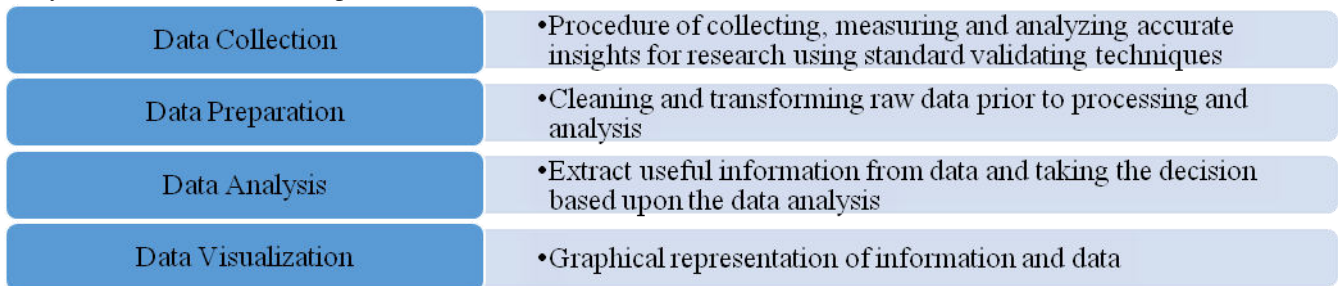 Data Collection
•Procedure of collecting, measuring and analyzing accurate
insights for research using standard validating techniques
Data Preparation
•Cleaning and transforming raw data prior to processing and
analysis
Data Analysis
•Extract useful information from data and taking the decision
based upon the data analysis
Data Visualization
•Graphical representation of information and data